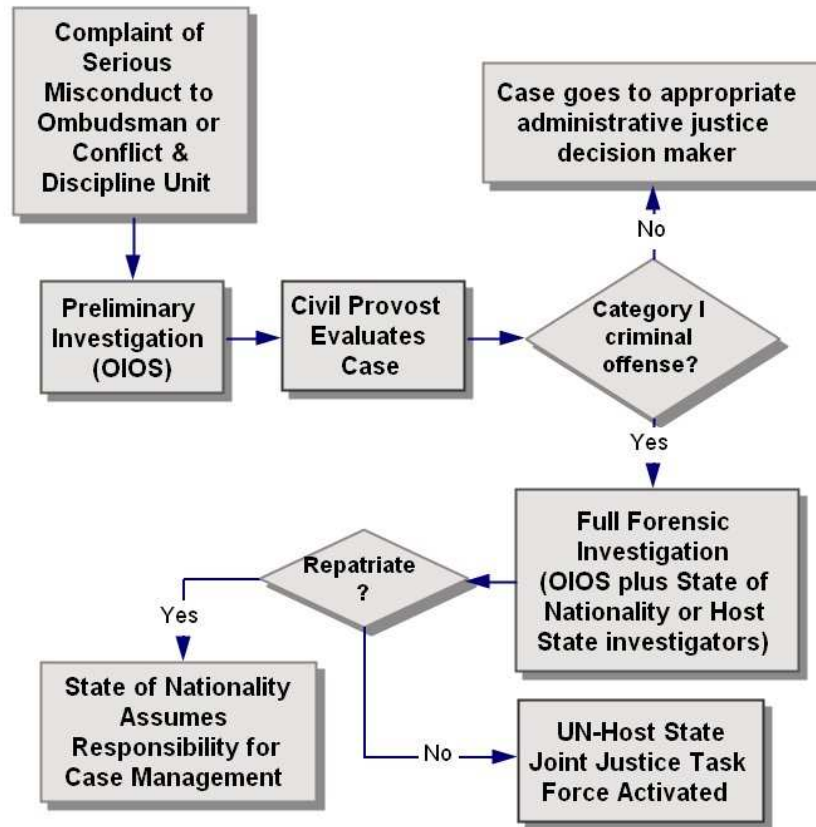 Complaint of
Serious
Misconduct to
Ombudsman or
Conflict &
Discipline Unit
Case goes to appropriate
administrative justice
decision maker
No
Preliminary
Investigation
(OIOS)
Civil Provost
Evaluates
Case
Category I
criminal
offense?
Yes
Full Forensic
Investigation
(OIOS plus State of
Nationality or Host
State investigators)
Repatriate
?
Yes
State of Nationality
Assumes
Responsibility for
Case Management
No
UN-Host State
Joint Justice Task
Force Activated